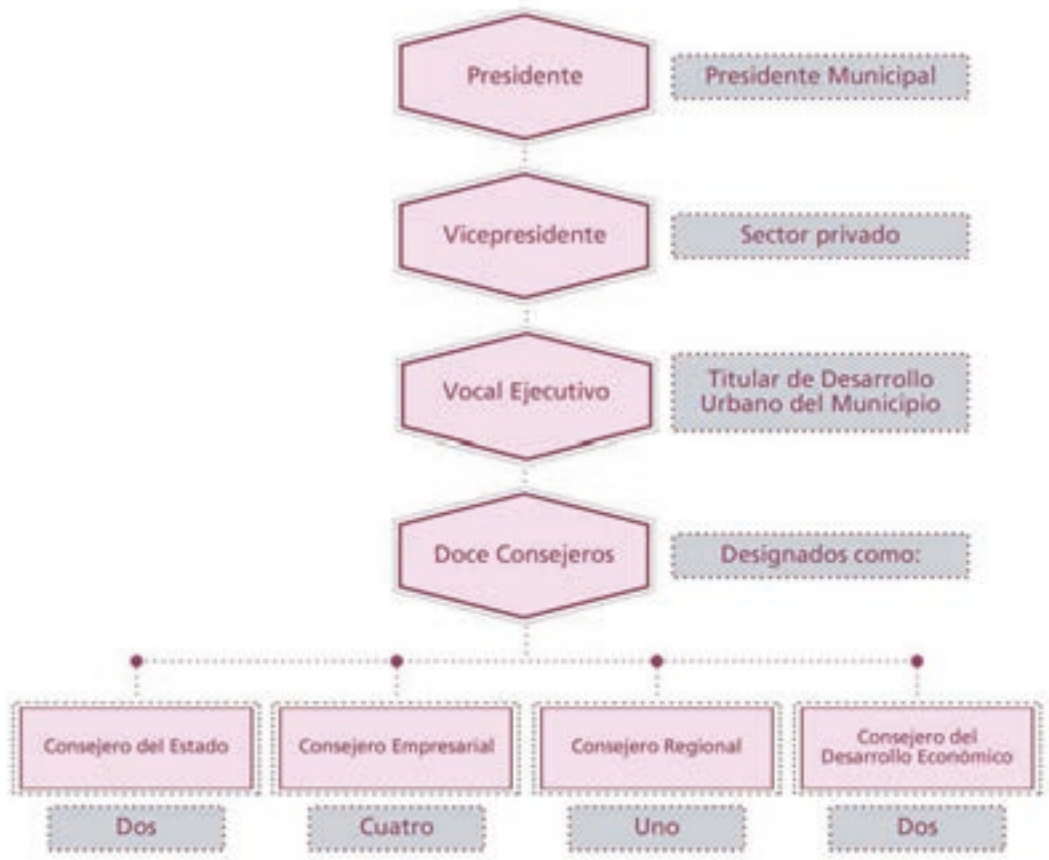 Presidente
Presidente Municipal
Vicepresidente
Sector privado
Vocal Ejecutivo
Titular de Desarrollo
Urbano del Municipio
Doce Consejeros
Designados como:
Consejero del Estado
Consejero Empresarial
Consejero Regional
Consejero del
Desarrollo Económico
Dos
Cuatro
Uno
Dos